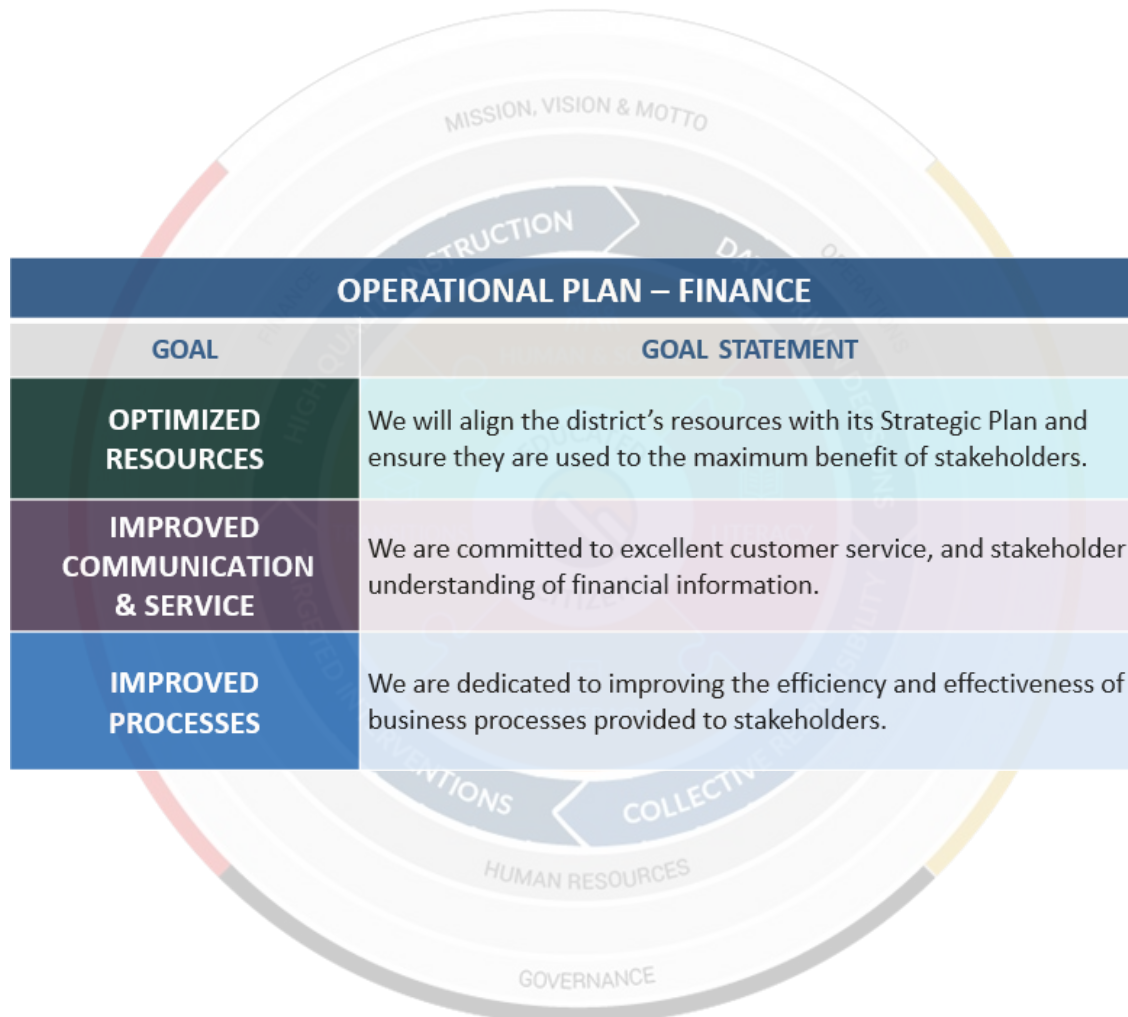 MISSION, VISION & MOTTO
OPERATIONS
FINANCE
OPERATIONAL PLAN – FINANCE
GOAL
GOAL STATEMENT
OPTIMIZED
RESOURCES
We will align the district's resources with its Strategic Plan and
ensure they are used to the maximum benefit of stakeholders.
IMPROVED
COMMUNICATION
& SERVICE
We are committed to excellent customer service, and stakeholder
understanding of financial information.
IMPROVED
PROCESSES
We are dedicated to improving the efficiency and effectiveness of
business processes provided to stakeholders.
COLLECTIVE
HUMAN RESOURCES
GOVERNANCE